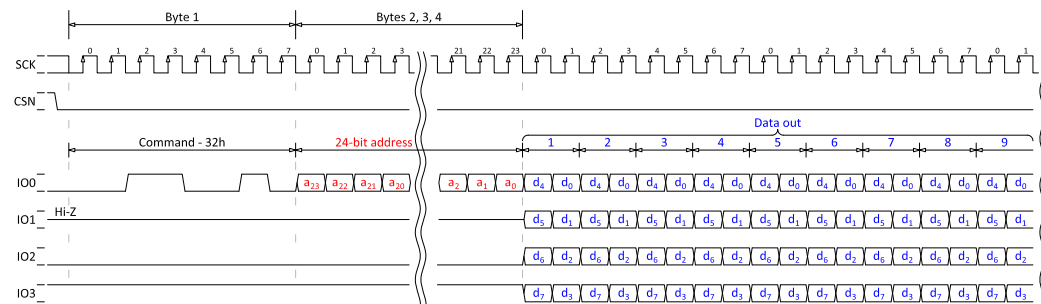 Byte 1 Bytes 2, 3, 4
0 1 2 3 4 5 6 7 0 1 2 3 21 22 23 0 1 2 3 4 5 6 7 0 1 2 3 4 5 6 7 0 1
SCK
CSN
Data out
Command - 32h 24-bit address 1 2 3 4 5 6 7 8 9
IO0 a23 a22 a21 a20 a2 a1 a0 d4 d0 d4 d0 d4 d0 d4 d0 d4 d0 d4 d0 d4 d0 d4 d0 d4 d0
Hi-Z
IO1 d5 d1 d5 d1 d5 d1 d5 d1 d5 d1 d5 d1 d5 d1 d5 d1 d5 d1
IO2 d6 d2 d6 d2 d6 d2 d6 d2 d6 d2 d6 d2 d6 d2 d6 d2 d6 d2
IO3 d7 d3 d7 d3 d7 d3 d7 d3 d7 d3 d7 d3 d7 d3 d7 d3 d7 d3